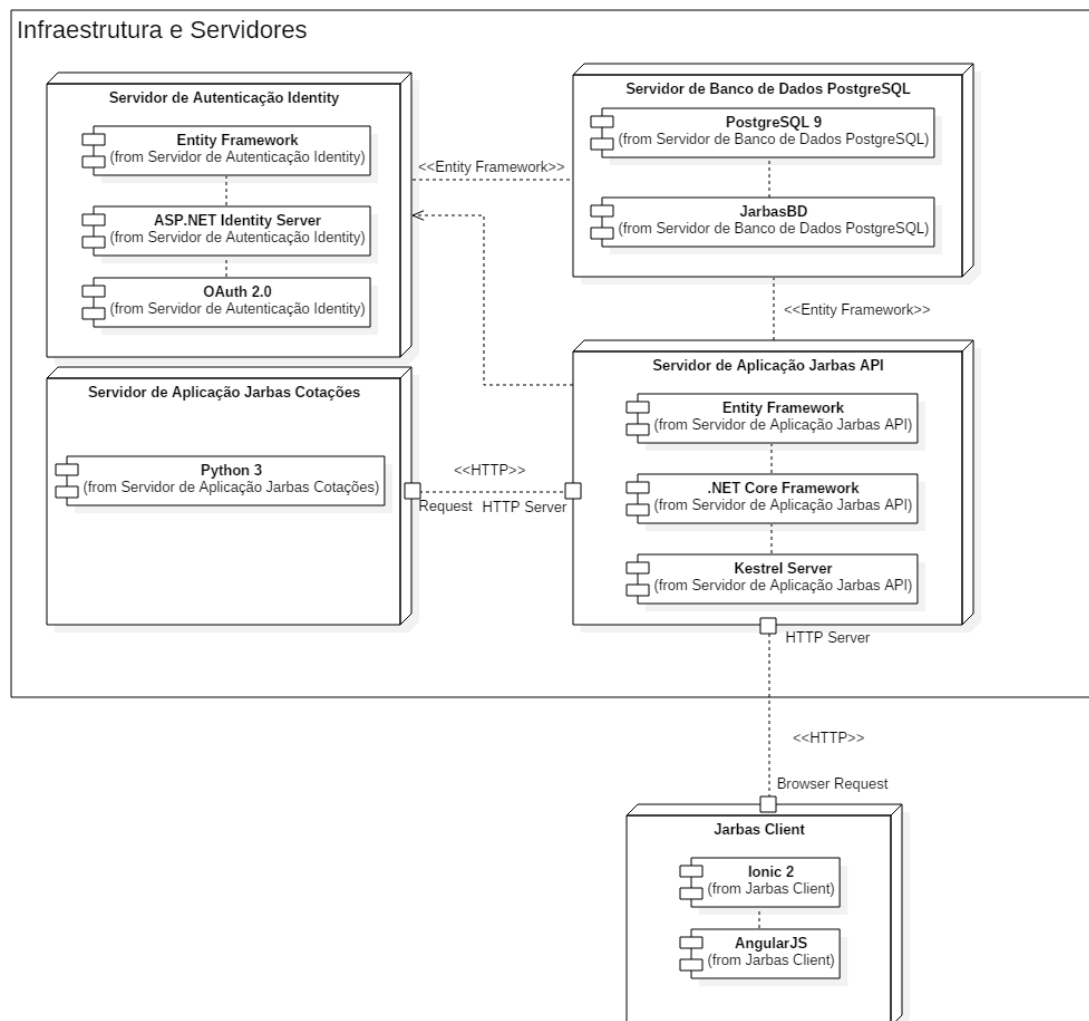 Infraestrutura e Servidores
Servidor de Autenticação Identity
Entity Framework
(from Servidor de Autenticação Identity)
ASP.NET Identity Server
(from Servidor de Autenticação Identity)
OAuth 2.0
(from Servidor de Autenticação Identity)
<<Entity Framework>>
Servidor de Banco de Dados PostgreSQL
PostgreSQL 9
(from Servidor de Banco de Dados PostgreSQL)
JarbasBD
(from Servidor de Banco de Dados PostgreSQL)
<<Entity Framework>>
Servidor de Aplicação Jarbas Cotações
Python 3
(from Servidor de Aplicação Jarbas Cotações)
<<HTTP>>
Request
HTTP Server
Servidor de Aplicação Jarbas API
Entity Framework
(from Servidor de Aplicação Jarbas API)
.NET Core Framework
(from Servidor de Aplicação Jarbas API)
Kestrel Server
(from Servidor de Aplicação Jarbas API)
HTTP Server
<<HTTP>>
Browser Request
Jarbas Client
Ionic 2
(from Jarbas Client)
AngularJS
(from Jarbas Client)